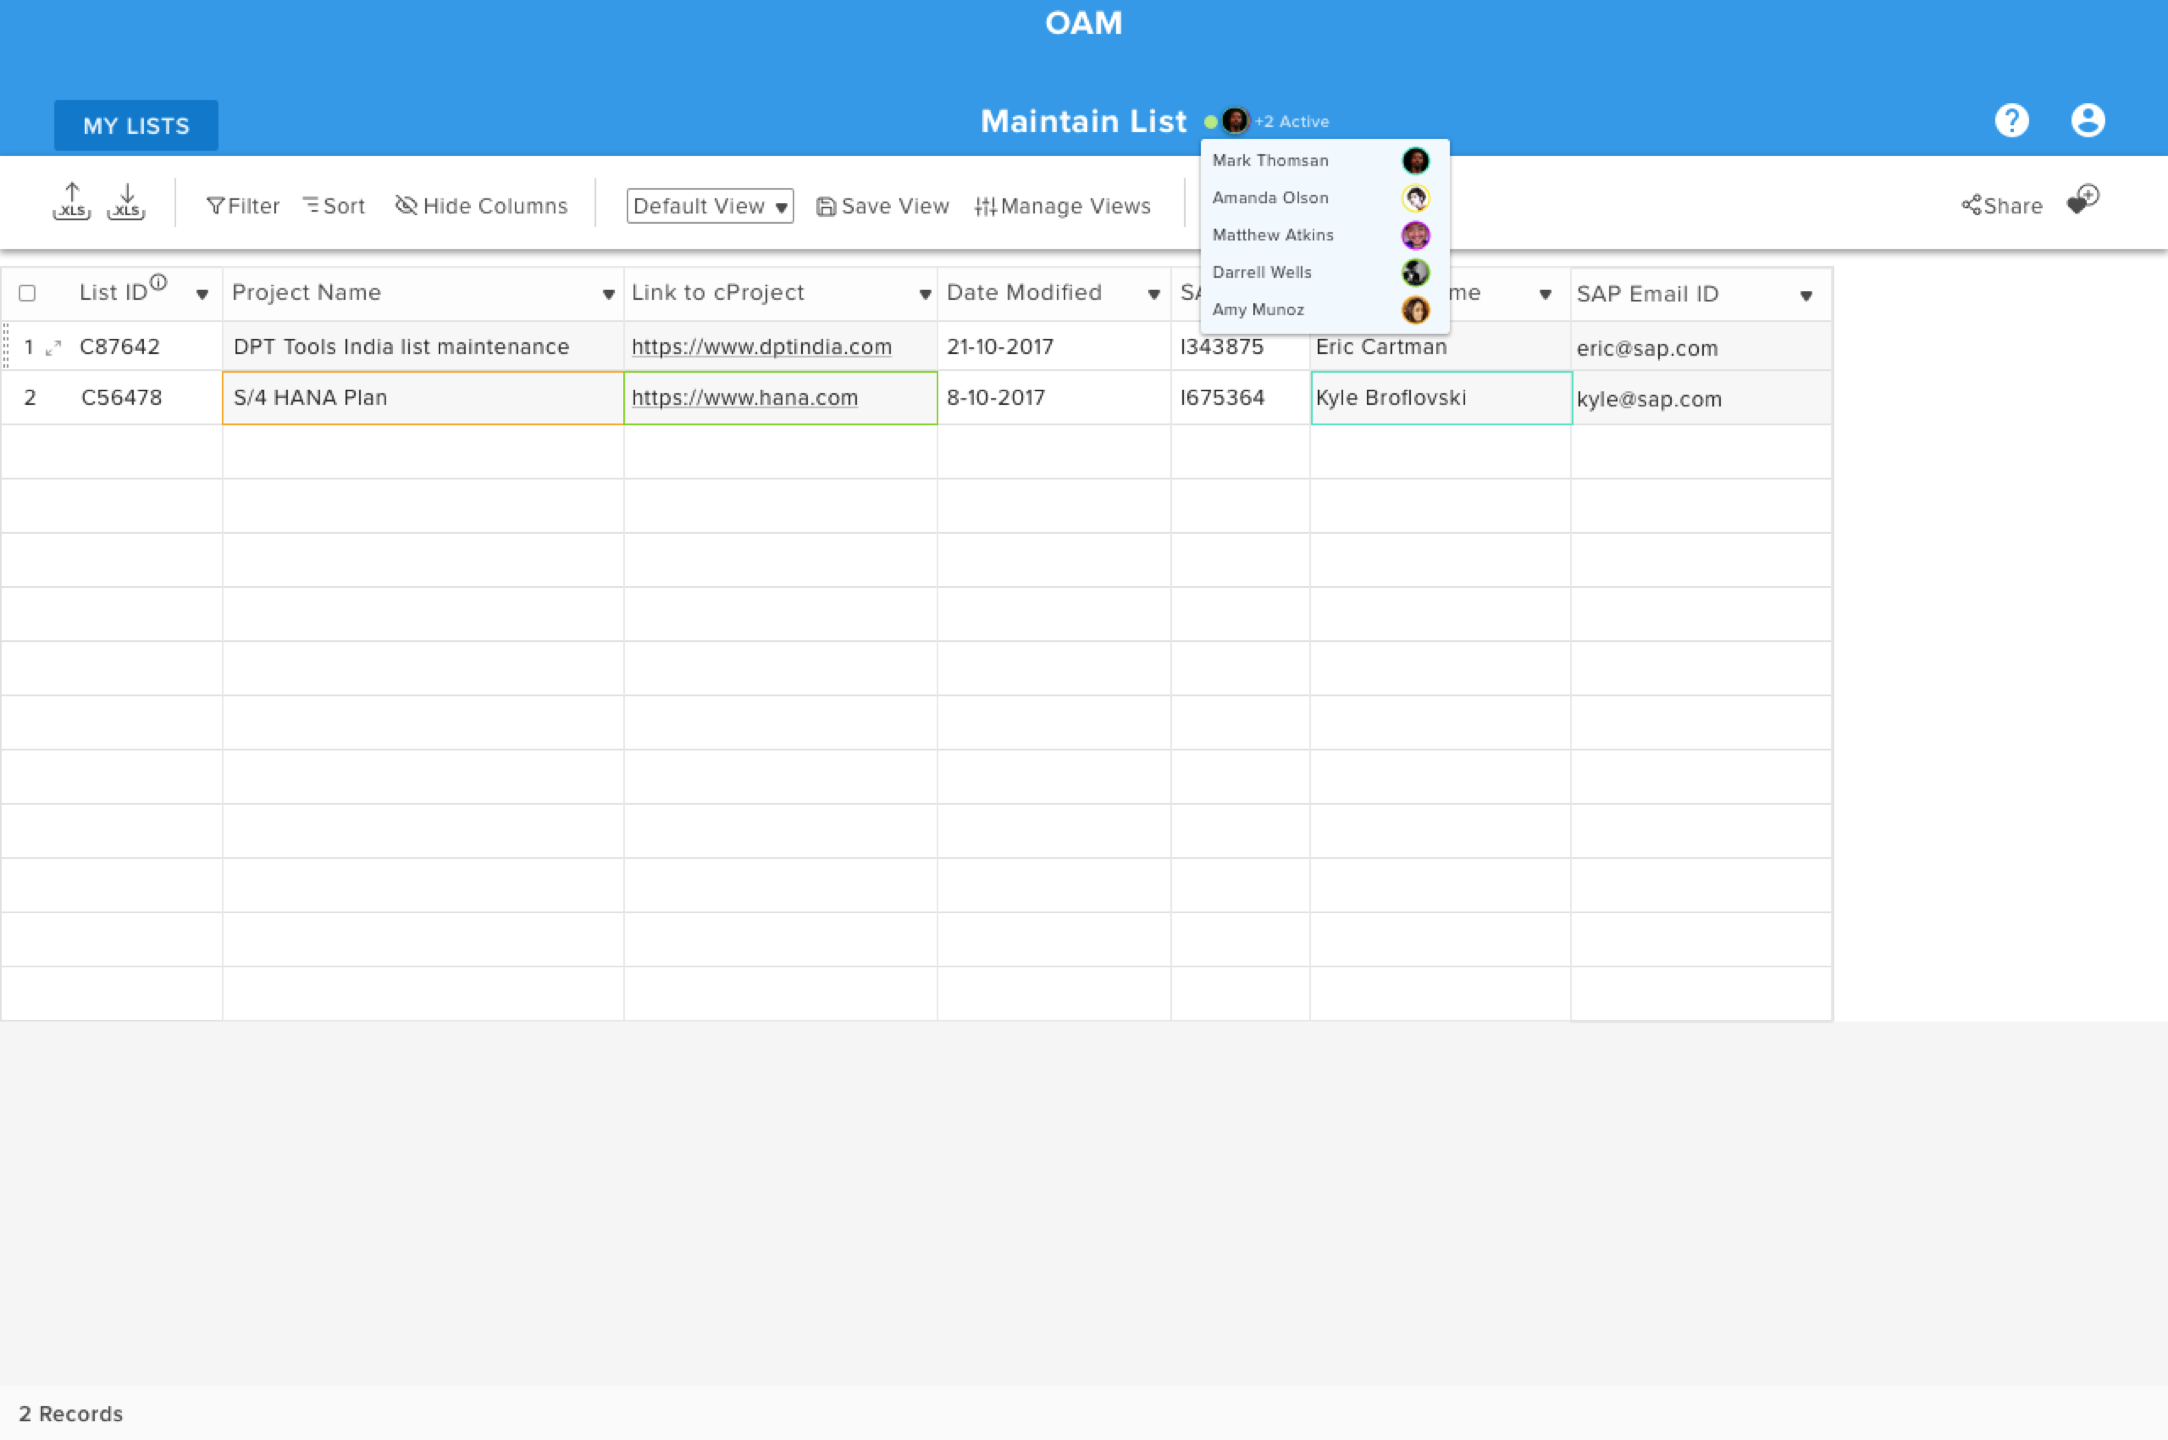 OAM
MY LISTS
Maintain List
+2 Active
Mark Thomsan
Amanda Olson
Matthew Atkins
Darrell Wells
Amy Munoz
.XLS
.XLS
Filter
Sort
Hide Columns
Default View
Save View
Manage Views
Share
List ID
Project Name
Link to cProject
Date Modified
SAP Email ID
1 C87642 DPT Tools India list maintenance https://www.dptindia.com 21-10-2017 I343875 Eric Cartman eric@sap.com
2 C56478 S/4 HANA Plan https://www.hana.com 8-10-2017 I675364 Kyle Broflovski kyle@sap.com
2 Records